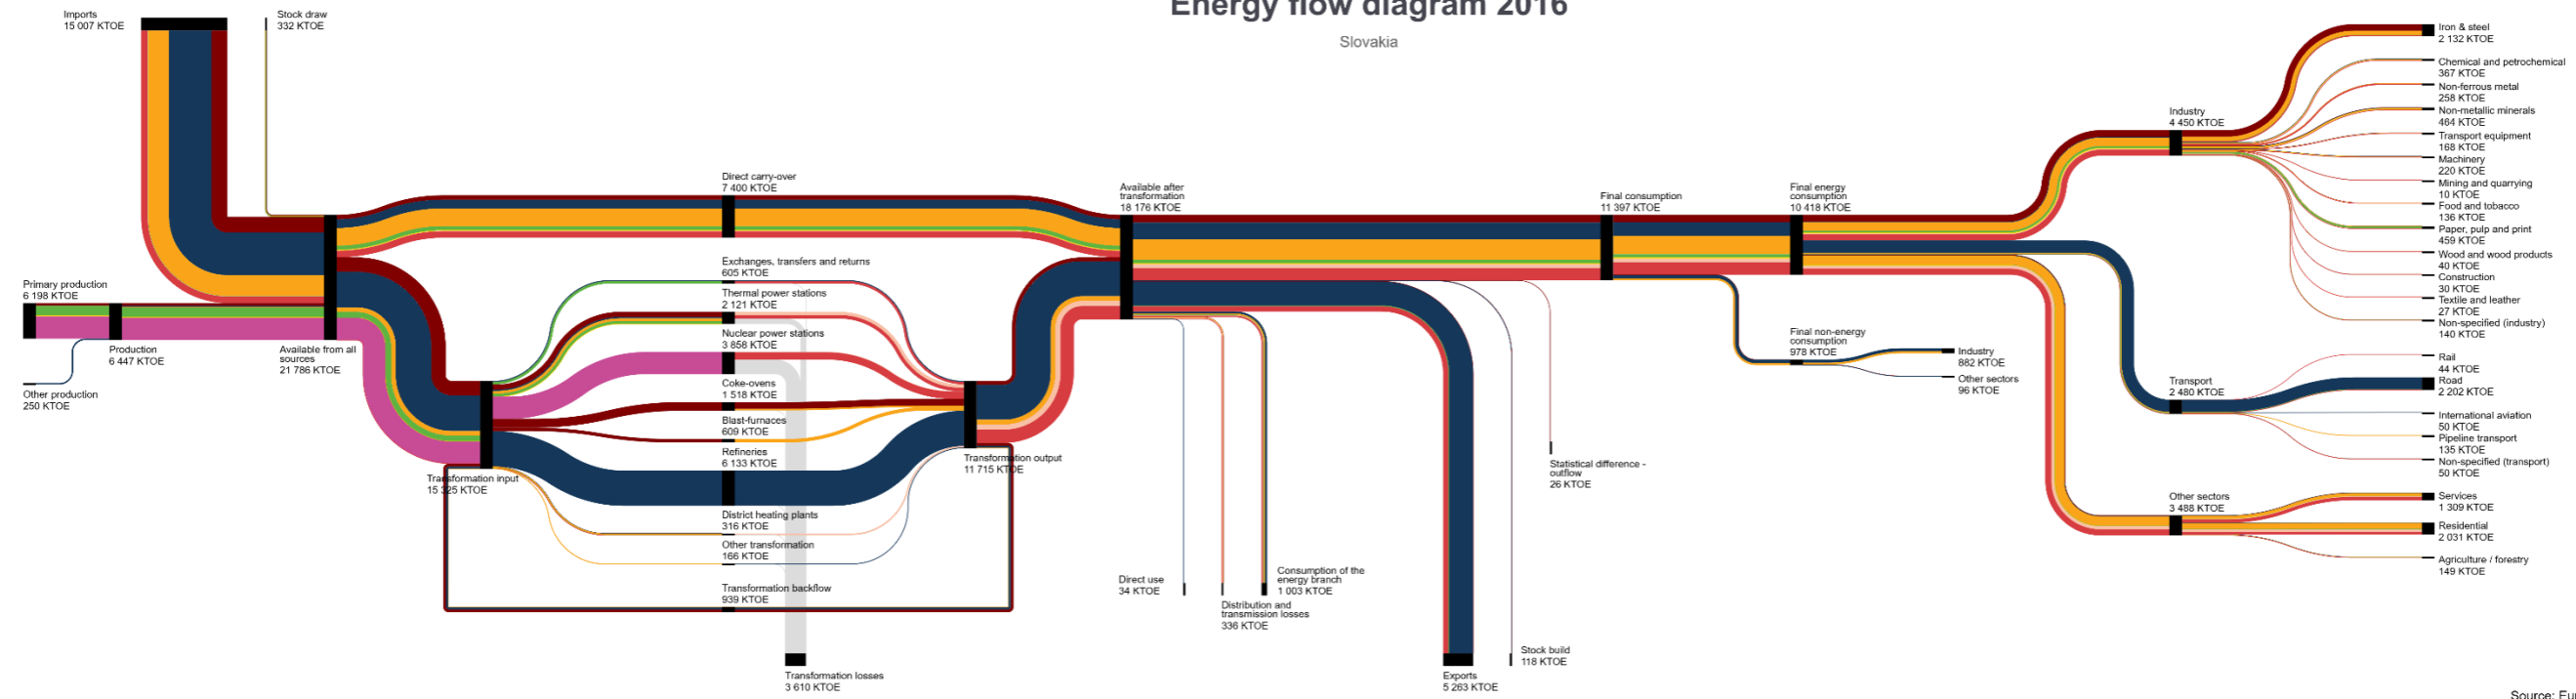 Energy flow diagram 2016
Slovakia
Imports
15 007 KTOE
Stock draw
332 KTOE
Primary production
6 198 KTOE
Production
6 447 KTOE
Other production
250 KTOE
Available from all
sources
21 786 KTOE
Direct carry-over
7 400 KTOE
Exchanges, transfers and returns
605 KTOE
Thermal power stations
2 121 KTOE
Nuclear power stations
3 858 KTOE
Coke-ovens
1 518 KTOE
Blast-furnaces
609 KTOE
Refineries
6 133 KTOE
District heating plants
316 KTOE
Other transformation
166 KTOE
Transformation backflow
939 KTOE
Transformation input
15 325 KTOE
Transformation losses
3 610 KTOE
Transformation output
11 715 KTOE
Available after
transformation
18 176 KTOE
Direct use
34 KTOE
Distribution and
transmission losses
336 KTOE
Consumption of the
energy branch
1 003 KTOE
Exports
5 263 KTOE
Stock build
118 KTOE
Statistical difference -
outflow
26 KTOE
Final consumption
11 397 KTOE
Final energy
consumption
10 418 KTOE
Final non-energy
consumption
978 KTOE
Industry
882 KTOE
Other sectors
96 KTOE
Industry
4 450 KTOE
Transport
2 480 KTOE
Other sectors
3 488 KTOE
Iron & steel
2 132 KTOE
Chemical and petrochemical
367 KTOE
Non-ferrous metal
258 KTOE
Non-metallic minerals
464 KTOE
Transport equipment
168 KTOE
Machinery
220 KTOE
Mining and quarrying
10 KTOE
Food and tobacco
136 KTOE
Paper, pulp and print
459 KTOE
Wood and wood products
40 KTOE
Construction
30 KTOE
Textile and leather
27 KTOE
Non-specified (industry)
140 KTOE
Rail
44 KTOE
Road
2 202 KTOE
International aviation
50 KTOE
Pipeline transport
135 KTOE
Non-specified (transport)
50 KTOE
Services
1 309 KTOE
Residential
2 031 KTOE
Agriculture / forestry
149 KTOE
Source: